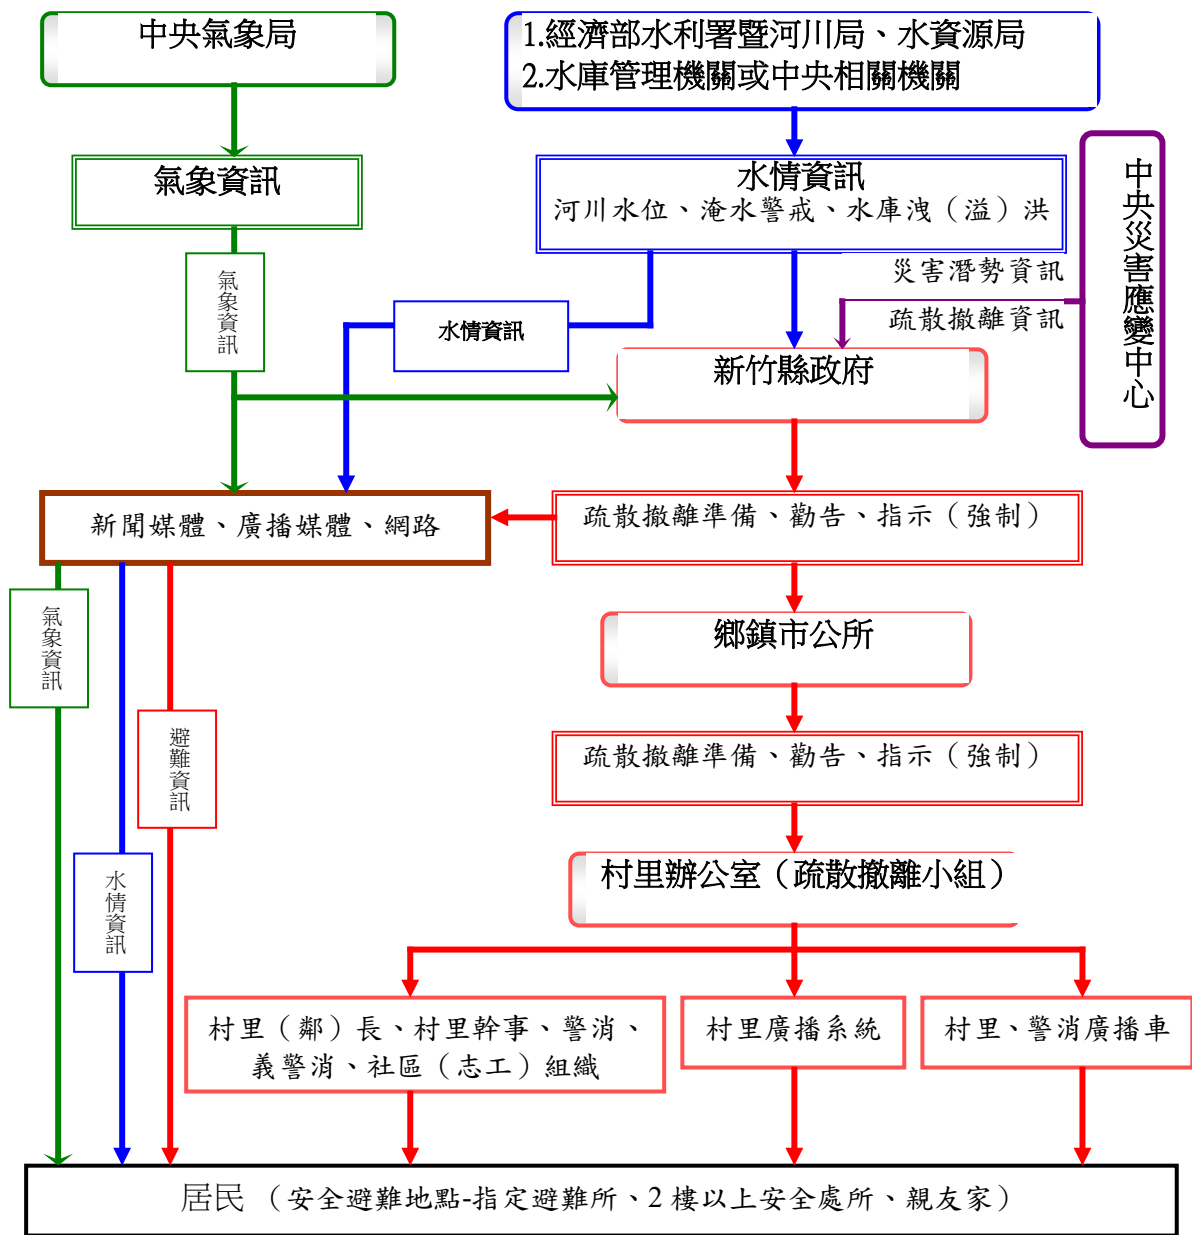 中央氣象局
1.經濟部水利署暨河川局、水資源局
2.水庫管理機關或中央相關機關
氣象資訊
水情資訊
河川水位、淹水警戒、水庫洩（溢）洪
中央災害應變中心
氣象資訊
水情資訊
災害潛勢資訊
疏散撤離資訊
新竹縣政府
新聞媒體、廣播媒體、網路
疏散撤離準備、勸告、指示（強制）
氣象資訊
鄉鎮市公所
避難資訊
疏散撤離準備、勸告、指示（強制）
水情資訊
村里辦公室（疏散撤離小組）
村里（鄰）長、村里幹事、警消、
義警消、社區（志工）組織
村里廣播系統
村里、警消廣播車
居民（安全避難地點-指定避難所、2 樓以上安全處所、親友家）